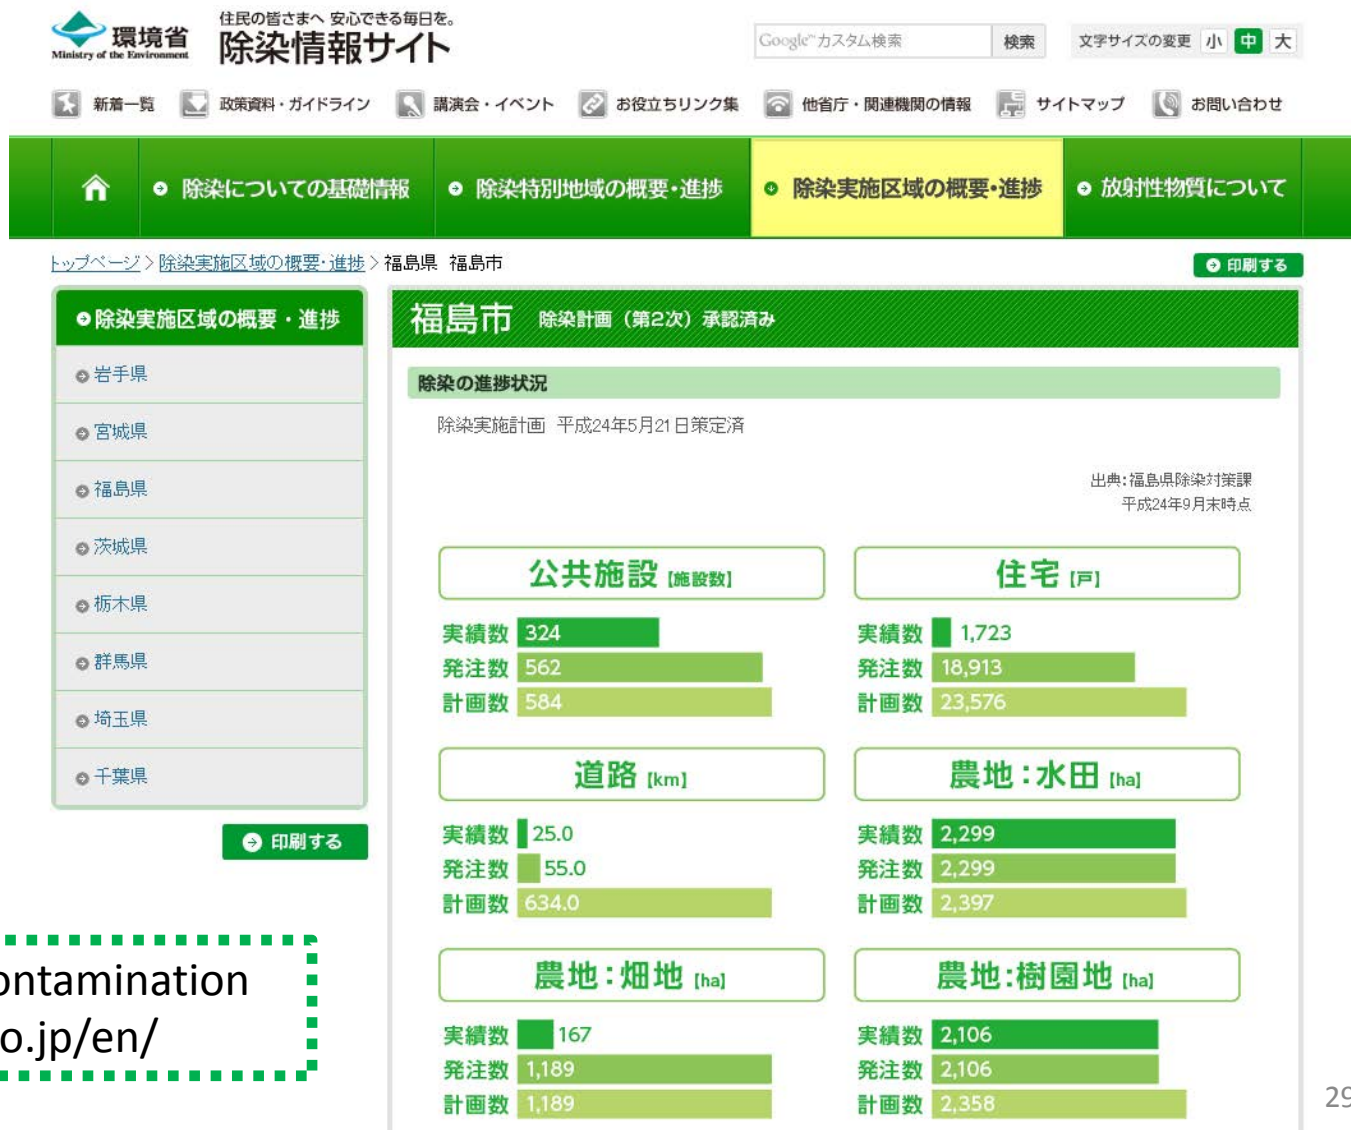 環境省
Ministry of the Environment
住民の皆さまへ 安心できる毎日を。
除染情報サイト
Google™カスタム検索
検索
文字サイズの変更 小 中 大
新着一覧 政策資料・ガイドライン 講演会・イベント お役立ちリンク集 他省庁・関連機関の情報 サイトマップ お問い合わせ
除染についての基礎情報 除染特別地域の概要・進捗 除染実施区域の概要・進捗 放射性物質について
トップページ > 除染実施区域の概要・進捗 > 福島県 福島市
印刷する
除染実施区域の概要・進捗
岩手県
宮城県
福島県
茨城県
栃木県
群馬県
埼玉県
千葉県
印刷する
福島市 除染計画（第2次）承認済み
除染の進捗状況
除染実施計画 平成24年5月21日策定済
出典：福島県除染対策課
平成24年9月末時点
公共施設【施設数】
実績数 324
発注数 562
計画数 584
住宅【戸】
実績数 1,723
発注数 18,913
計画数 23,576
道路【km】
実績数 25.0
発注数 55.0
計画数 634.0
農地：水田【ha】
実績数 2,299
発注数 2,299
計画数 2,397
農地：畑地【ha】
実績数 167
発注数 1,189
計画数 1,189
農地：樹園地【ha】
実績数 2,106
発注数 2,106
計画数 2,358
ontamination
o.jp/en/
29